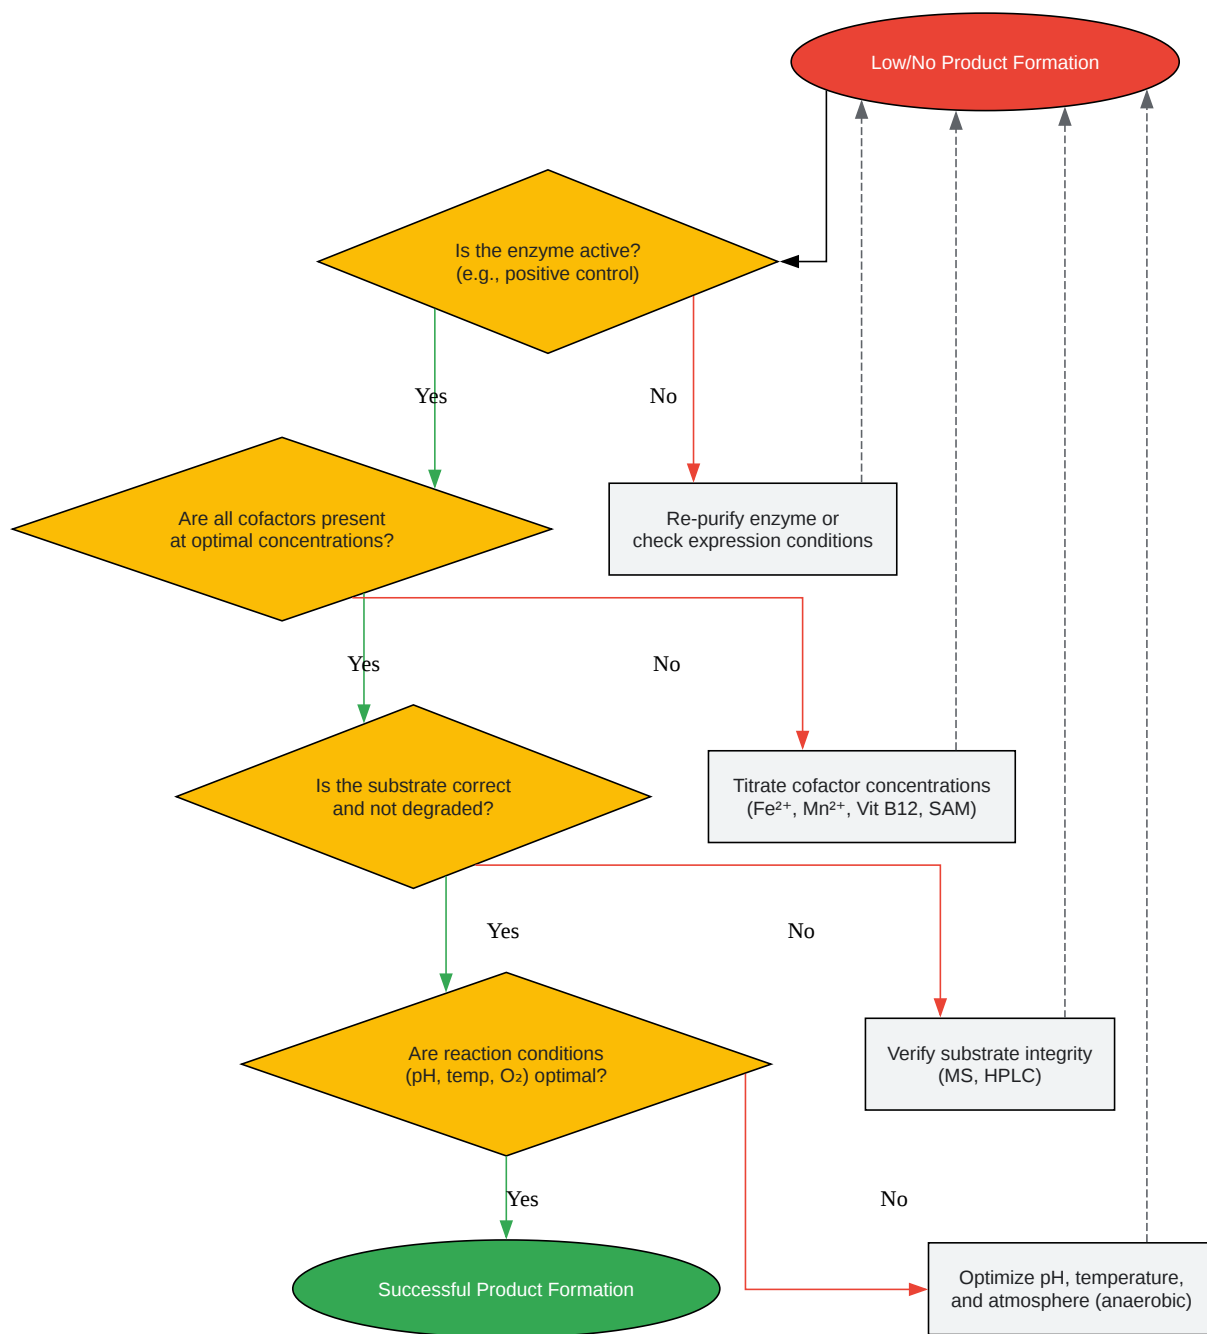 Low/No Product Formation
Is the enzyme active?
(e.g., positive control)
Yes
No
Are all cofactors present
at optimal concentrations?
Re-purify enzyme or
check expression conditions
Yes
No
Is the substrate correct
and not degraded?
Titrate cofactor concentrations
(Fe²⁺, Mn²⁺, Vit B12, SAM)
Yes
No
Are reaction conditions
(pH, temp, O₂) optimal?
Verify substrate integrity
(MS, HPLC)
Yes
No
Successful Product Formation
Optimize pH, temperature,
and atmosphere (anaerobic)